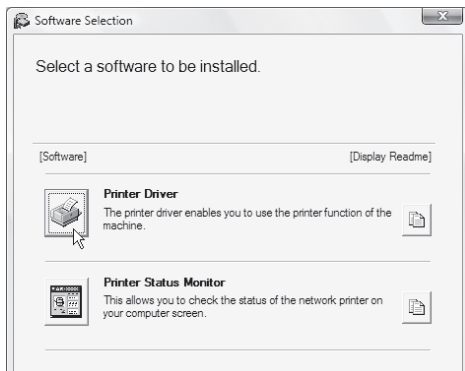 Software Selection
Select a software to be installed.
[Software]
[Display Readme]
Printer Driver
The printer driver enables you to use the printer function of the
machine.
Printer Status Monitor
This allows you to check the status of the network printer on
your computer screen.